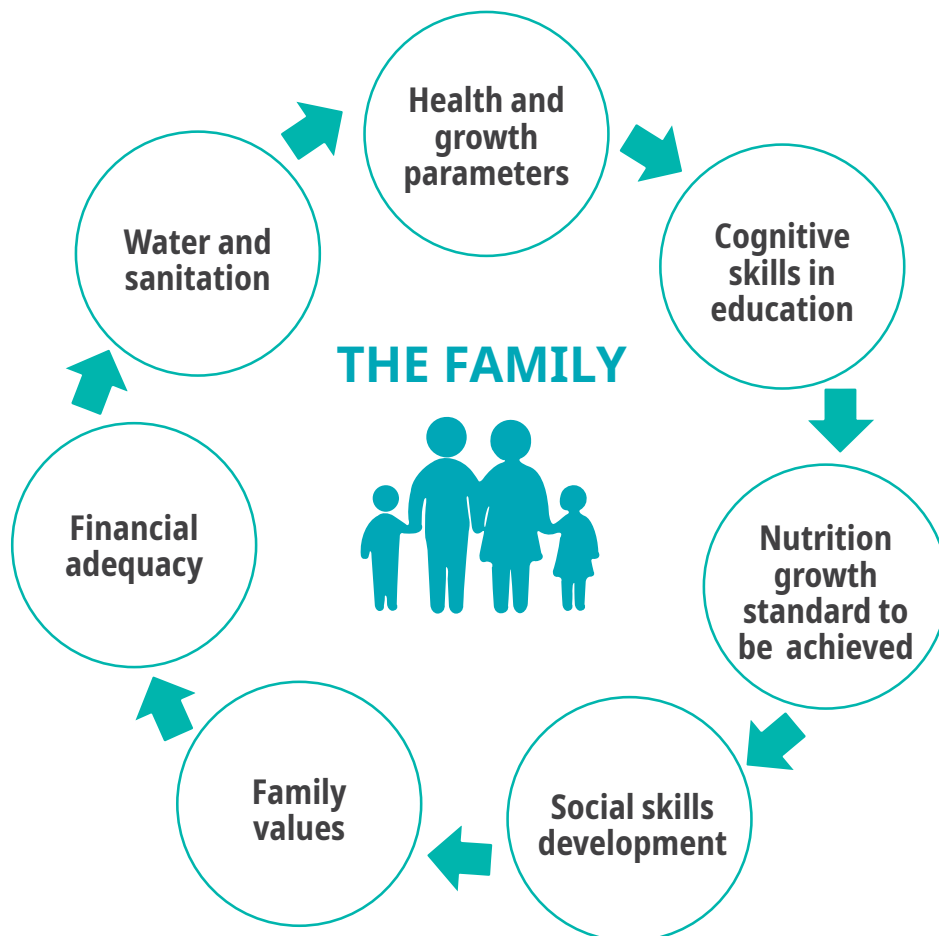 Health and
growth
parameters
Cognitive
skills in
education
Nutrition
growth
standard to
be achieved
Social skills
development
Family
values
Financial
adequacy
Water and
sanitation
THE FAMILY